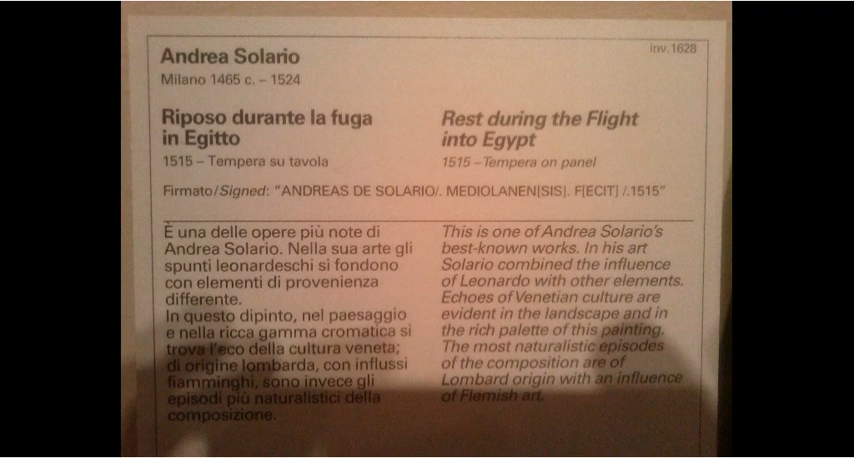 Andrea Solario
inv. 1628
Milano 1465 c. – 1524
Riposo durante la fuga
in Egitto
1515 – Tempera su tavola
Rest during the Flight
into Egypt
1515 – Tempera on panel
Firmato/Signed: "ANDREAS DE SOLARIO/. MEDIOLANEN[SIS]. F[ECIT] /.1515"
È una delle opere più note di
Andrea Solario. Nella sua arte gli
spunti leonardeschi si fondono
con elementi di provenienza
differente.
In questo dipinto, nel paesaggio
e nella ricca gamma cromatica si
trova l'eco della cultura veneta;
di origine lombarda, con influssi
fiamminghi, sono invece gli
episodi più naturalistici della
composizione.
This is one of Andrea Solario's
best-known works. In his art
Solario combined the influence
of Leonardo with other elements.
Echoes of Venetian culture are
evident in the landscape and in
the rich palette of this painting.
The most naturalistic episodes
of the composition are of
Lombard origin with an influence
of Flemish art.